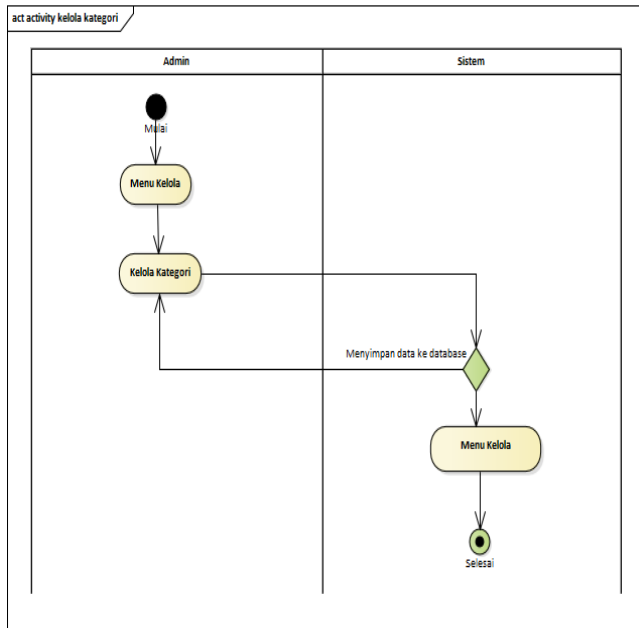 act activity kelola kategori
Admin
Sistem
Mulai
Menu Kelola
Kelola Kategori
Menyimpan data ke database
Menu Kelola
Selesai